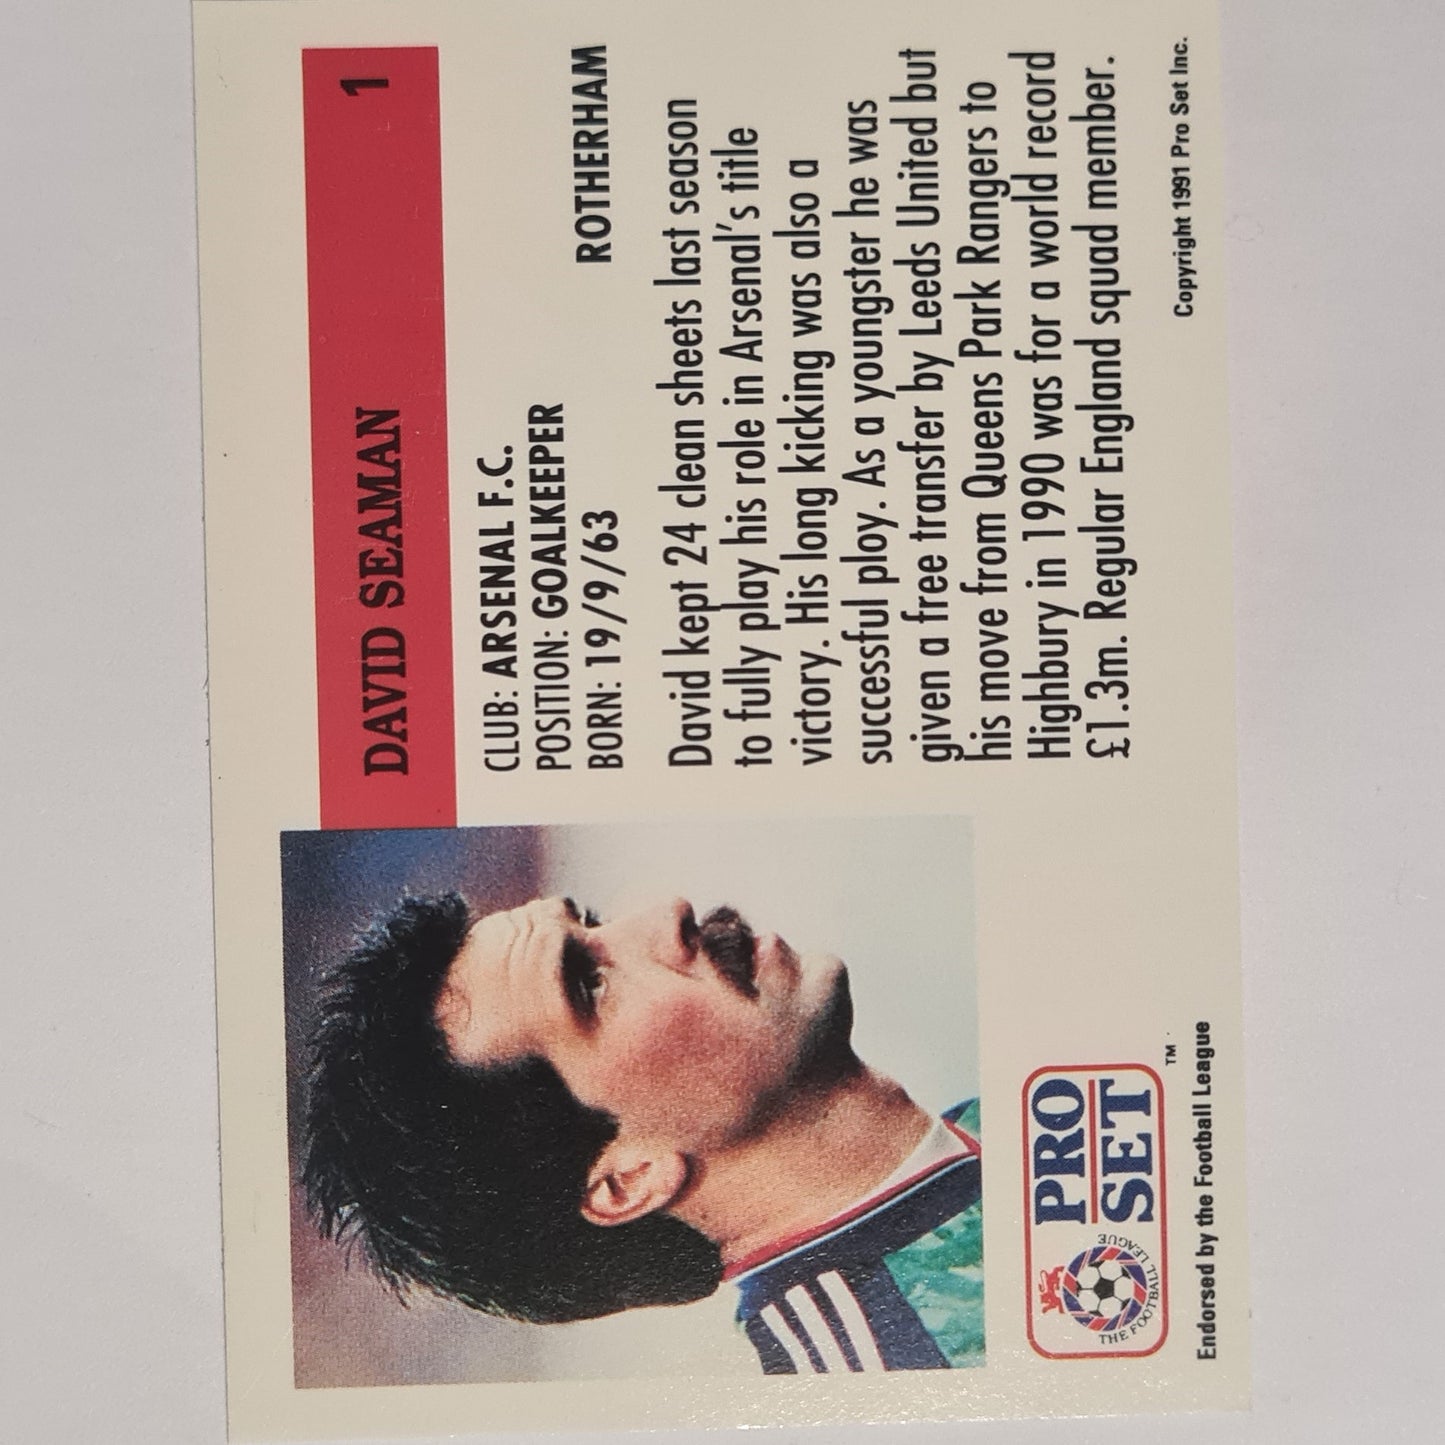 DAVID SEAMAN 1
CLUB: ARSENAL F.C.
POSITION: GOALKEEPER
BORN: 19/9/63 ROTHERHAM
David kept 24 clean sheets last season
to fully play his role in Arsenal's title
victory. His long kicking was also a
successful ploy. As a youngster he was
given a free transfer by Leeds United but
his move from Queens Park Rangers to
Highbury in 1990 was for a world record
£1.3m. Regular England squad member.
THE FOOTBALL LEAGUE
PRO
SET
TM
Endorsed by the Football League
Copyright 1991 Pro Set Inc.